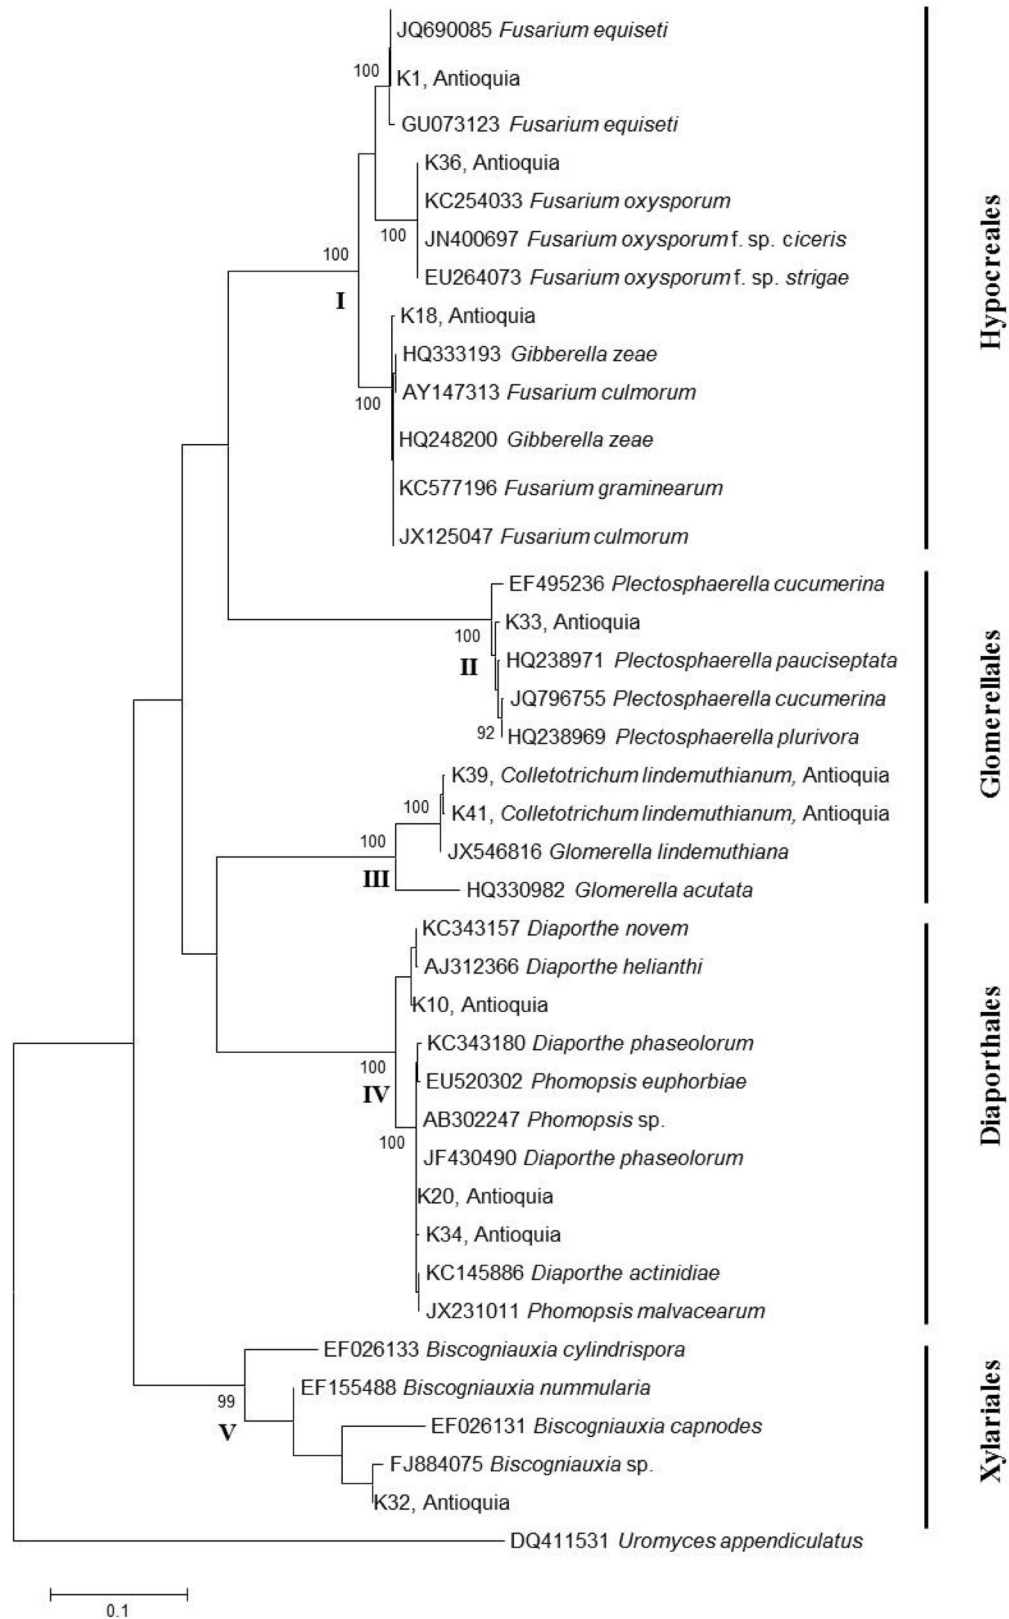 JQ690085 Fusarium equiseti
100
K1, Antioquia
GU073123 Fusarium equiseti
K36, Antioquia
KC254033 Fusarium oxysporum
100
JN400697 Fusarium oxysporum f. sp. ciceris
100
EU264073 Fusarium oxysporum f. sp. strigae
I
K18, Antioquia
HQ333193 Gibberella zeae
AY147313 Fusarium culmorum
100
HQ248200 Gibberella zeae
KC577196 Fusarium graminearum
JX125047 Fusarium culmorum
Hypocreales
EF495236 Plectosphaerella cucumerina
K33, Antioquia
100
II
HQ238971 Plectosphaerella pauciseptata
JQ796755 Plectosphaerella cucumerina
92
HQ238969 Plectosphaerella plurivora
K39, Colletotrichum lindemuthianum, Antioquia
100
K41, Colletotrichum lindemuthianum, Antioquia
100
JX546816 Glomerella lindemuthiana
III
HQ330982 Glomerella acutata
Glomerellales
KC343157 Diaporthe novem
AJ312366 Diaporthe helianthi
K10, Antioquia
KC343180 Diaporthe phaseolorum
100
EU520302 Phomopsis euphorbiae
IV
AB302247 Phomopsis sp.
100
JF430490 Diaporthe phaseolorum
K20, Antioquia
K34, Antioquia
KC145886 Diaporthe actinidiae
JX231011 Phomopsis malvacearum
Diaporthales
EF026133 Biscogniauxia cylindrispora
EF155488 Biscogniauxia nummularia
99
V
EF026131 Biscogniauxia capnodes
FJ884075 Biscogniauxia sp.
K32, Antioquia
Xylariales
DQ411531 Uromyces appendiculatus
0.1